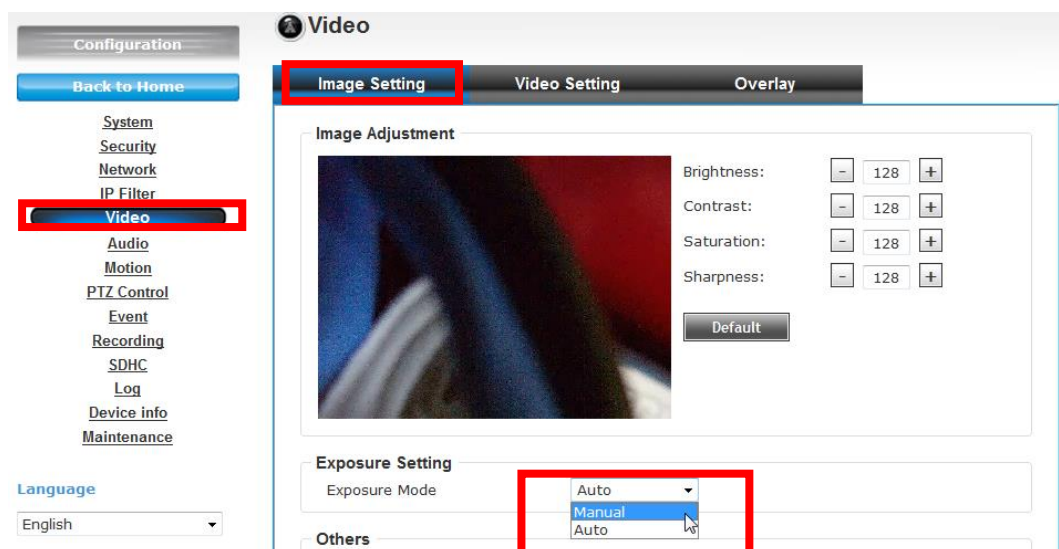 Configuration
Back to Home
System
Security
Network
IP Filter
Video
Audio
Motion
PTZ Control
Event
Recording
SDHC
Log
Device info
Maintenance
Language
English
Video
Image Setting
Video Setting
Overlay
Image Adjustment
Brightness: - 128 +
Contrast: - 128 +
Saturation: - 128 +
Sharpness: - 128 +
Default
Exposure Setting
Exposure Mode Auto
Manual
Auto
Others